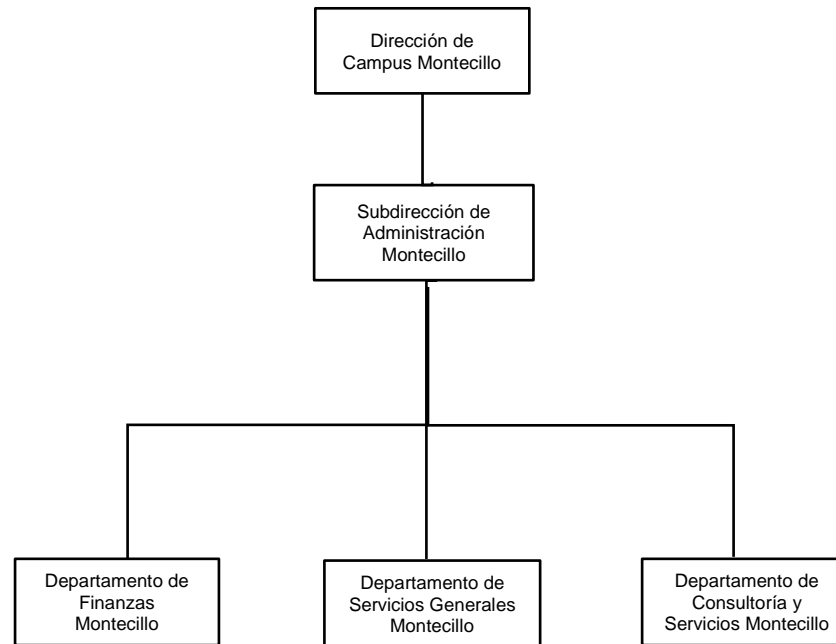 Dirección de
Campus Montecillo
Subdirección de
Administración
Montecillo
Departamento de
Finanzas
Montecillo
Departamento de
Servicios Generales
Montecillo
Departamento de
Consultoría y
Servicios Montecillo